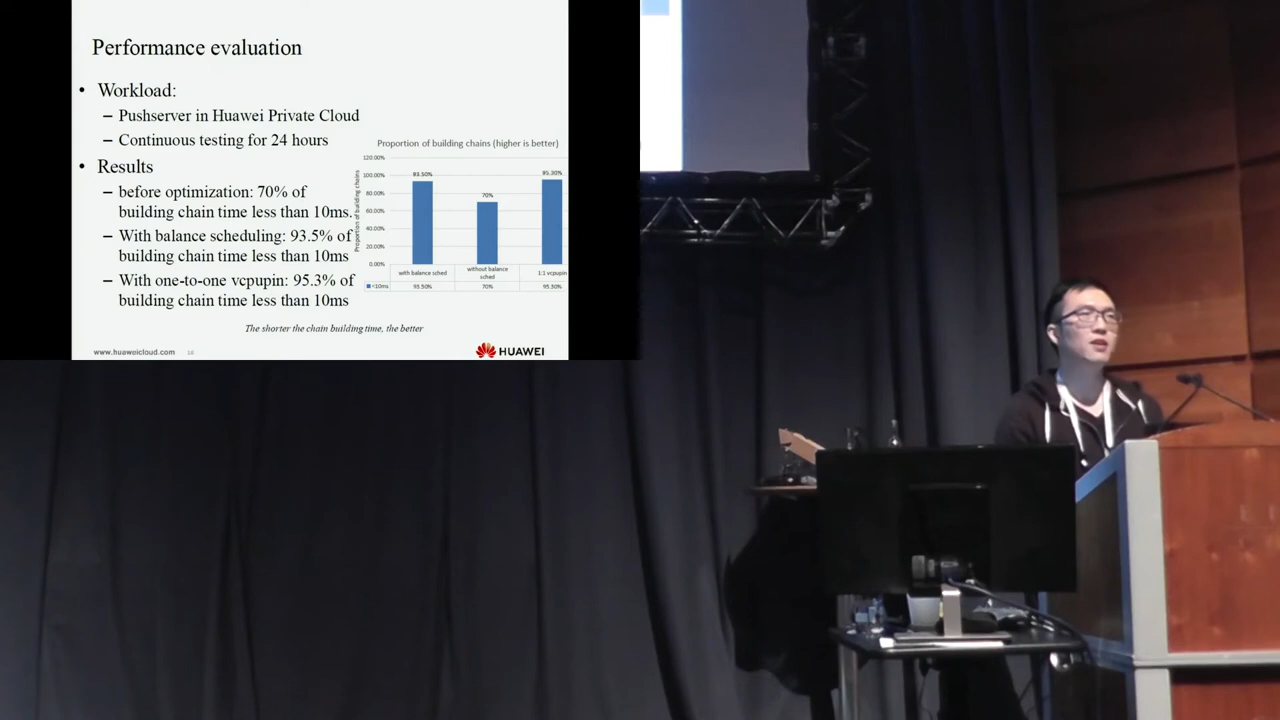 Performance evaluation
• Workload:
– Pushserver in Huawei Private Cloud
– Continuous testing for 24 hours
• Results
– before optimization: 70% of
building chain time less than 10ms.
– With balance scheduling: 93.5% of
building chain time less than 10ms
– With one-to-one vcpupin: 95.3% of
building chain time less than 10ms
Proportion of building chains (higher is better)
Proportion of building chains
120.00%
100.00%
80.00%
60.00%
40.00%
20.00%
0.00%
93.50%
70%
95.30%
with balance sched
without balance
sched
1:1 vcpupin
<10ms
93.50%
70%
95.30%
The shorter the chain building time, the better
www.huaweicloud.com 18
HUAWEI